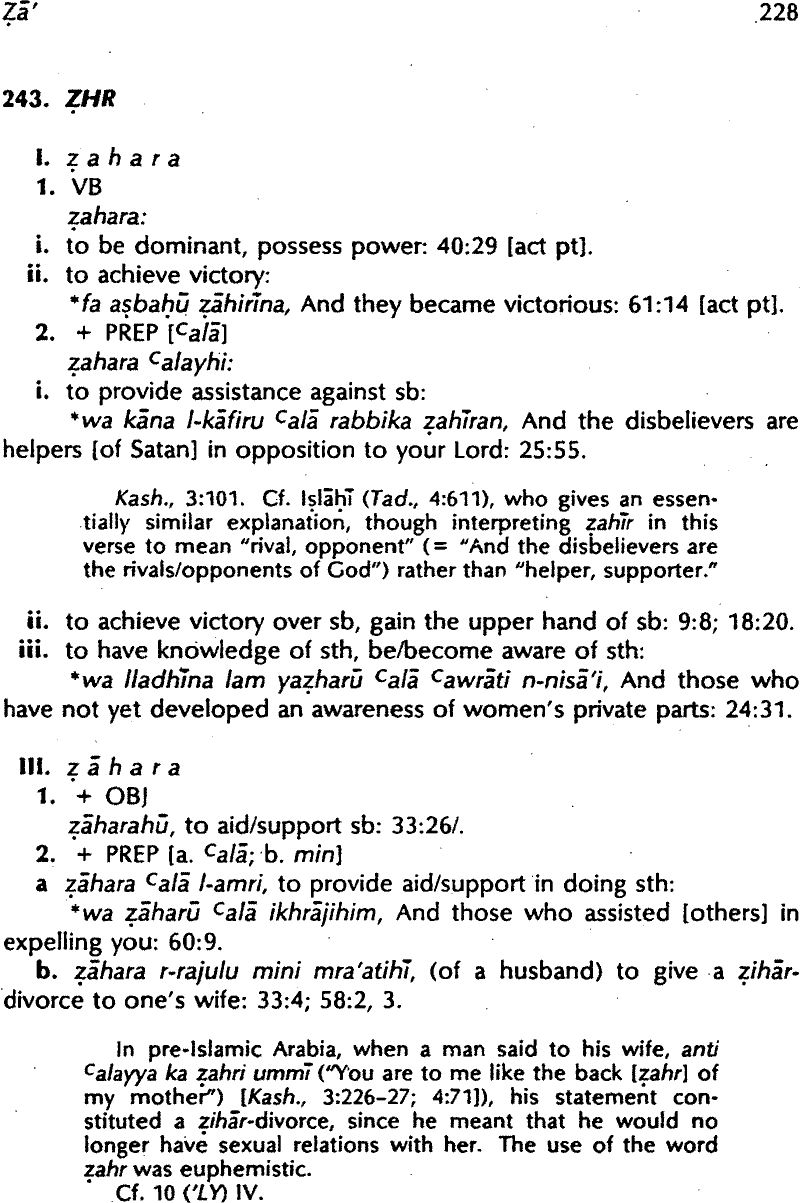 Ẓā' 228
243. ẒHR
I. ẓ a h a r a
1. VB
ẓahara:
i. to be dominant, possess power: 40:29 [act pt].
ii. to achieve victory:
*fa aṣbaḥū ẓāhirīna, And they became victorious: 61:14 [act pt].
2. + PREP [ᶜalā]
ẓahara ᶜalayhi:
i. to provide assistance against sb:
*wa kāna l-kāfiru ᶜalā rabbika ẓahīran, And the disbelievers are
helpers [of Satan] in opposition to your Lord: 25:55.
Kash., 3:101. Cf. Iṣlāḥī (Tad., 4:611), who gives an essen-
tially similar explanation, though interpreting ẓahīr in this
verse to mean "rival, opponent" (= "And the disbelievers are
the rivals/opponents of God") rather than "helper, supporter."
ii. to achieve victory over sb, gain the upper hand of sb: 9:8; 18:20.
iii. to have knowledge of sth, be/become aware of sth:
*wa lladhīna lam yaẓharū ᶜalā ᶜawrāti n-nisā'i, And those who
have not yet developed an awareness of women's private parts: 24:31.
III. ẓ ā h a r a
1. + OBJ
ẓāharahū, to aid/support sb: 33:26/.
2. + PREP [a. ᶜalā; b. min]
a ẓāhara ᶜalā l-amri, to provide aid/support in doing sth:
*wa ẓāharū ᶜalā ikhrājihim, And those who assisted [others] in
expelling you: 60:9.
b. ẓāhara r-rajulu mini mra'atihī, (of a husband) to give a ẓihār-
divorce to one's wife: 33:4; 58:2, 3.
In pre-Islamic Arabia, when a man said to his wife, anti
ᶜalayya ka ẓahri ummī ("You are to me like the back [ẓahr] of
my mother") [Kash., 3:226–27; 4:71]), his statement con-
stituted a ẓihār-divorce, since he meant that he would no
longer have sexual relations with her. The use of the word
ẓahr was euphemistic.
Cf. 10 ('LY) IV.